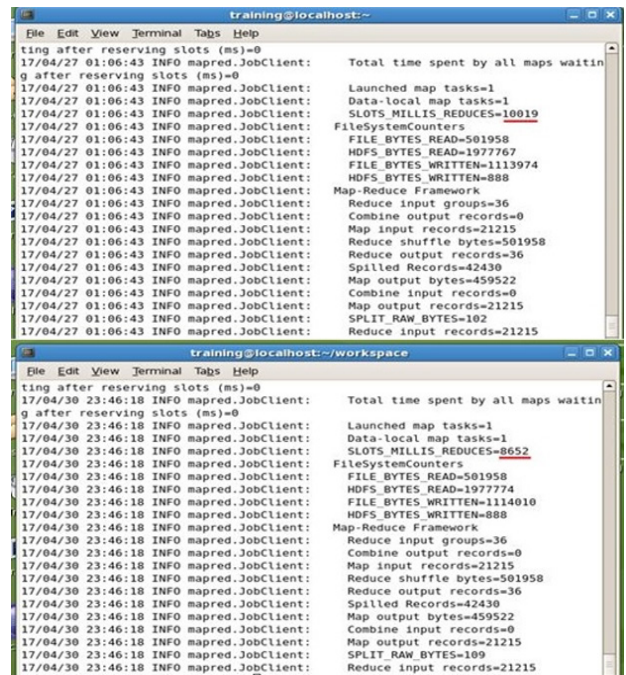 training@localhost:~
File Edit View Terminal Tabs Help
ting after reserving slots (ms)=0
17/04/27 01:06:43 INFO mapred.JobClient: Total time spent by all maps waitin
g after reserving slots (ms)=0
17/04/27 01:06:43 INFO mapred.JobClient: Launched map tasks=1
17/04/27 01:06:43 INFO mapred.JobClient: Data-local map tasks=1
17/04/27 01:06:43 INFO mapred.JobClient: SLOTS_MILLIS_REDUCES=10019
17/04/27 01:06:43 INFO mapred.JobClient: FileSystemCounters
17/04/27 01:06:43 INFO mapred.JobClient: FILE_BYTES_READ=501958
17/04/27 01:06:43 INFO mapred.JobClient: HDFS_BYTES_READ=1977767
17/04/27 01:06:43 INFO mapred.JobClient: FILE_BYTES_WRITTEN=1113974
17/04/27 01:06:43 INFO mapred.JobClient: HDFS_BYTES_WRITTEN=888
17/04/27 01:06:43 INFO mapred.JobClient: Map-Reduce Framework
17/04/27 01:06:43 INFO mapred.JobClient: Reduce input groups=36
17/04/27 01:06:43 INFO mapred.JobClient: Combine output records=0
17/04/27 01:06:43 INFO mapred.JobClient: Map input records=21215
17/04/27 01:06:43 INFO mapred.JobClient: Reduce shuffle bytes=501958
17/04/27 01:06:43 INFO mapred.JobClient: Reduce output records=36
17/04/27 01:06:43 INFO mapred.JobClient: Spilled Records=42430
17/04/27 01:06:43 INFO mapred.JobClient: Map output bytes=459522
17/04/27 01:06:43 INFO mapred.JobClient: Combine input records=0
17/04/27 01:06:43 INFO mapred.JobClient: Map output records=21215
17/04/27 01:06:43 INFO mapred.JobClient: SPLIT_RAW_BYTES=102
17/04/27 01:06:43 INFO mapred.JobClient: Reduce input records=21215
training@localhost:~/workspace
File Edit View Terminal Tabs Help
ting after reserving slots (ms)=0
17/04/30 23:46:18 INFO mapred.JobClient: Total time spent by all maps waitin
g after reserving slots (ms)=0
17/04/30 23:46:18 INFO mapred.JobClient: Launched map tasks=1
17/04/30 23:46:18 INFO mapred.JobClient: Data-local map tasks=1
17/04/30 23:46:18 INFO mapred.JobClient: SLOTS_MILLIS_REDUCES=8652
17/04/30 23:46:18 INFO mapred.JobClient: FileSystemCounters
17/04/30 23:46:18 INFO mapred.JobClient: FILE_BYTES_READ=501958
17/04/30 23:46:18 INFO mapred.JobClient: HDFS_BYTES_READ=1977774
17/04/30 23:46:18 INFO mapred.JobClient: FILE_BYTES_WRITTEN=1114010
17/04/30 23:46:18 INFO mapred.JobClient: HDFS_BYTES_WRITTEN=888
17/04/30 23:46:18 INFO mapred.JobClient: Map-Reduce Framework
17/04/30 23:46:18 INFO mapred.JobClient: Reduce input groups=36
17/04/30 23:46:18 INFO mapred.JobClient: Combine output records=0
17/04/30 23:46:18 INFO mapred.JobClient: Map input records=21215
17/04/30 23:46:18 INFO mapred.JobClient: Reduce shuffle bytes=501958
17/04/30 23:46:18 INFO mapred.JobClient: Reduce output records=36
17/04/30 23:46:18 INFO mapred.JobClient: Spilled Records=42430
17/04/30 23:46:18 INFO mapred.JobClient: Map output bytes=459522
17/04/30 23:46:18 INFO mapred.JobClient: Combine input records=0
17/04/30 23:46:18 INFO mapred.JobClient: Map output records=21215
17/04/30 23:46:18 INFO mapred.JobClient: SPLIT_RAW_BYTES=109
17/04/30 23:46:18 INFO mapred.JobClient: Reduce input records=21215